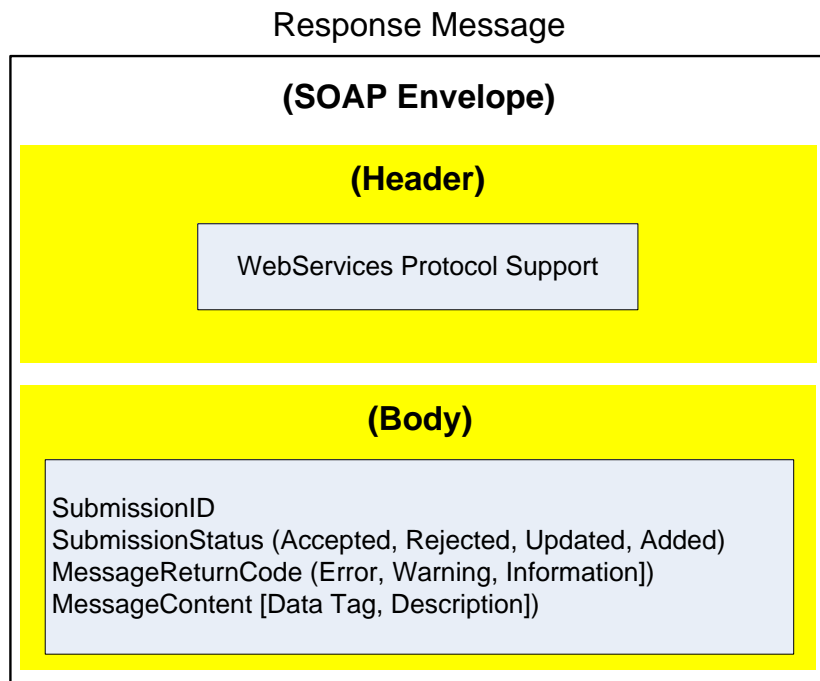 Response Message
(SOAP Envelope)
(Header)
WebServices Protocol Support
(Body)
SubmissionID
SubmissionStatus (Accepted, Rejected, Updated, Added)
MessageReturnCode (Error, Warning, Information])
MessageContent [Data Tag, Description])